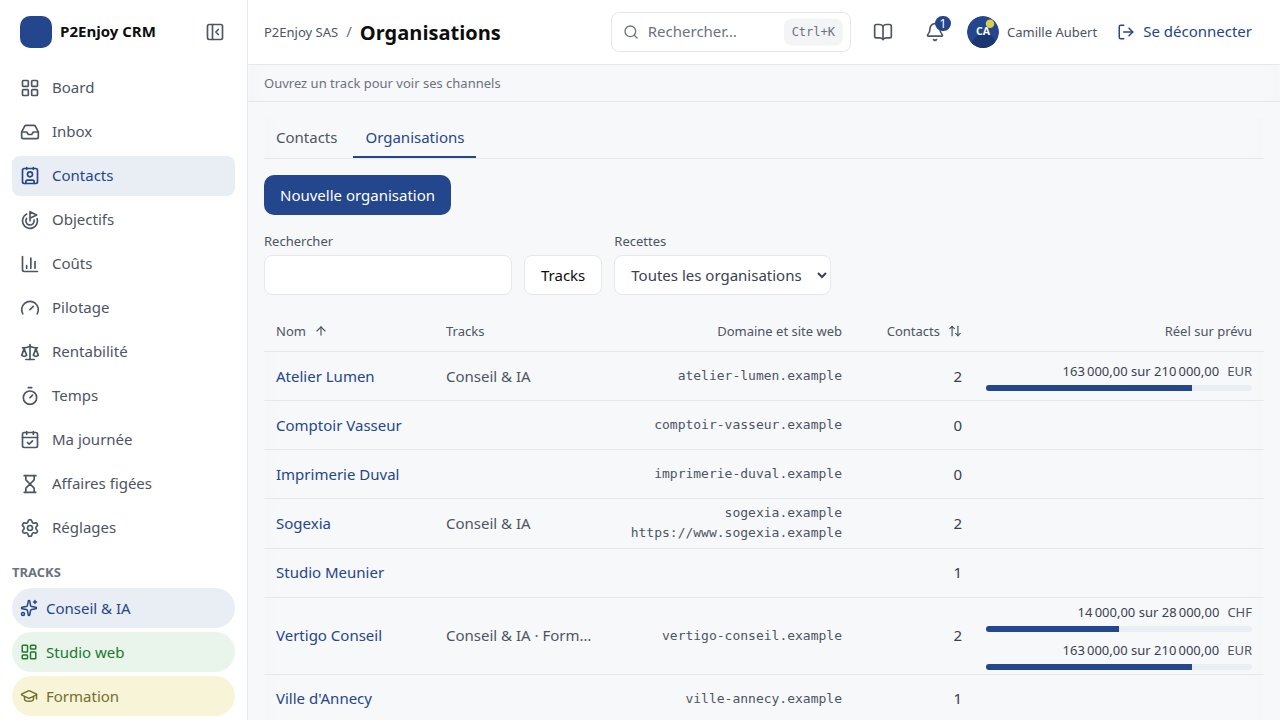 P2Enjoy CRM
Board
Inbox
Contacts
Objectifs
Coûts
Pilotage
Rentabilité
Temps
Ma journée
Affaires figées
Réglages
TRACKS
Conseil & IA
Studio web
Formation
P2Enjoy SAS / Organisations
Rechercher... Ctrl+K
1
CA Camille Aubert
Se déconnecter
Ouvrez un track pour voir ses channels
Contacts Organisations
Nouvelle organisation
Rechercher Recettes
Tracks Toutes les organisations
Nom Tracks Domaine et site web Contacts Réel sur prévu
Atelier Lumen Conseil & IA atelier-lumen.example 2 163 000,00 sur 210 000,00 EUR
Comptoir Vasseur comptoir-vasseur.example 0
Imprimerie Duval imprimerie-duval.example 0
Sogexia Conseil & IA sogexia.example 2
https://www.sogexia.example
Studio Meunier 1
14 000,00 sur 28 000,00 CHF
Vertigo Conseil Conseil & IA · Form... vertigo-conseil.example 2
163 000,00 sur 210 000,00 EUR
Ville d'Annecy ville-annecy.example 1